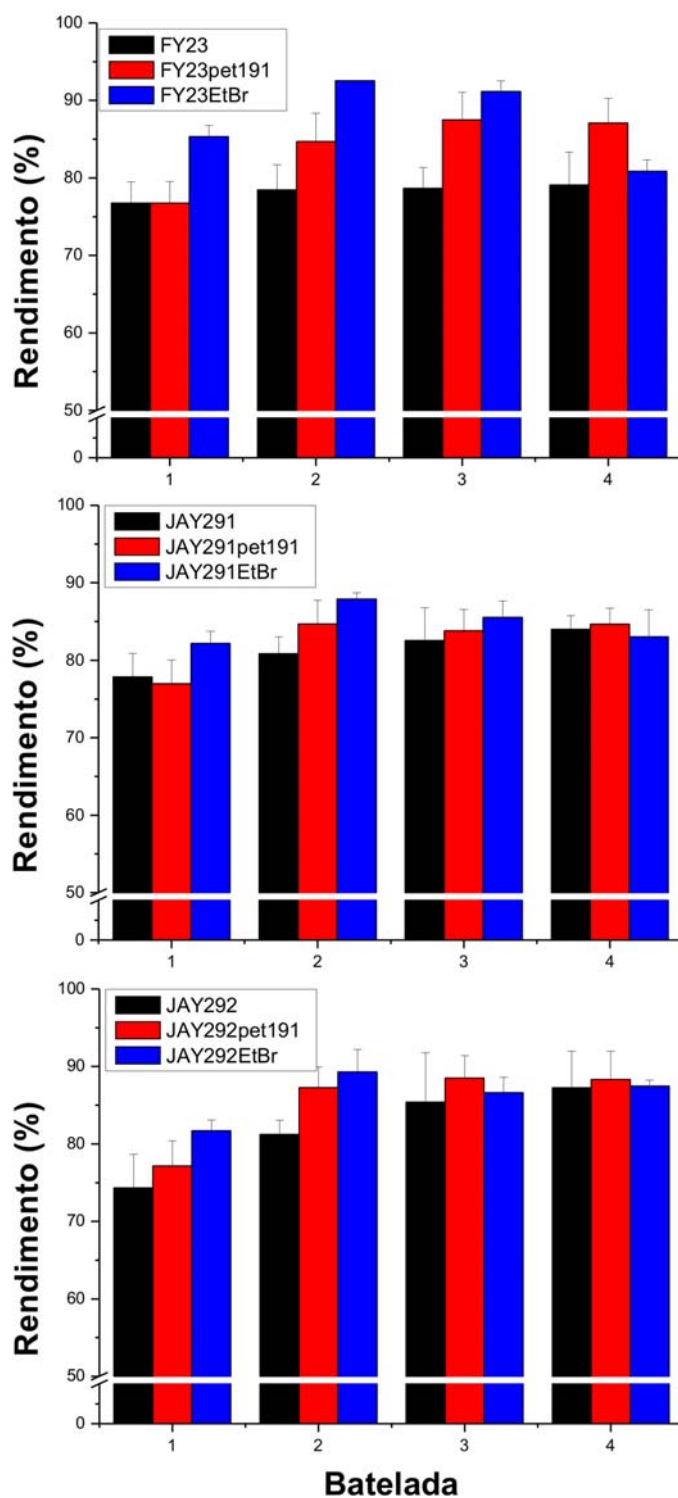 100
90
80
70
60
50
0
Rendimento (%)
FY23
FY23pet191
FY23EtBr
1 2 3 4
100
90
80
70
60
50
0
Rendimento (%)
JAY291
JAY291pet191
JAY291EtBr
1 2 3 4
100
90
80
70
60
50
0
Rendimento (%)
JAY292
JAY292pet191
JAY292EtBr
1 2 3 4
Batelada